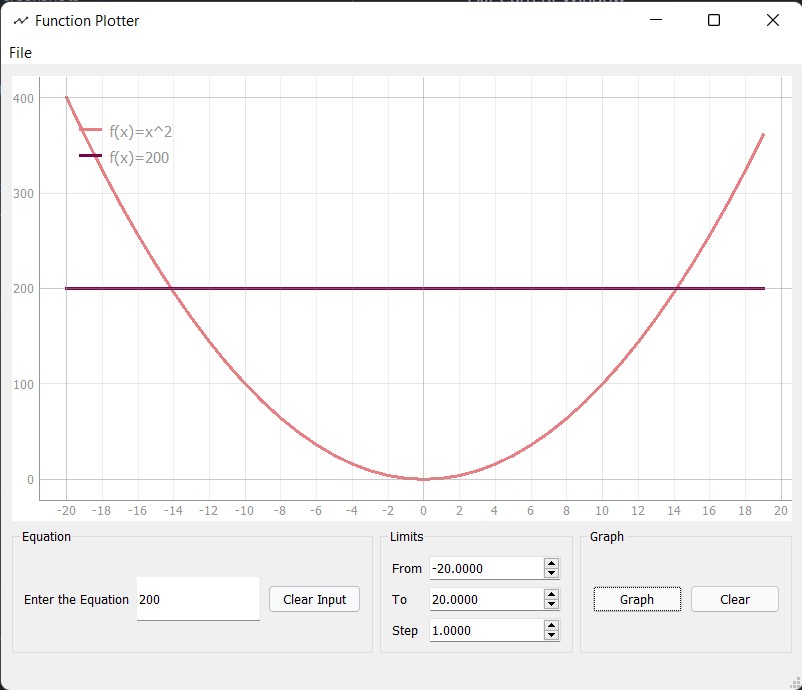 Function Plotter
File
400
f(x)=x^2
f(x)=200
300
200
100
0
-20 -18 -16 -14 -12 -10 -8 -6 -4 -2 0 2 4 6 8 10 12 14 16 18 20
Equation
Enter the Equation 200 Clear Input
Limits
From -20.0000
To 20.0000
Step 1.0000
Graph
Graph Clear